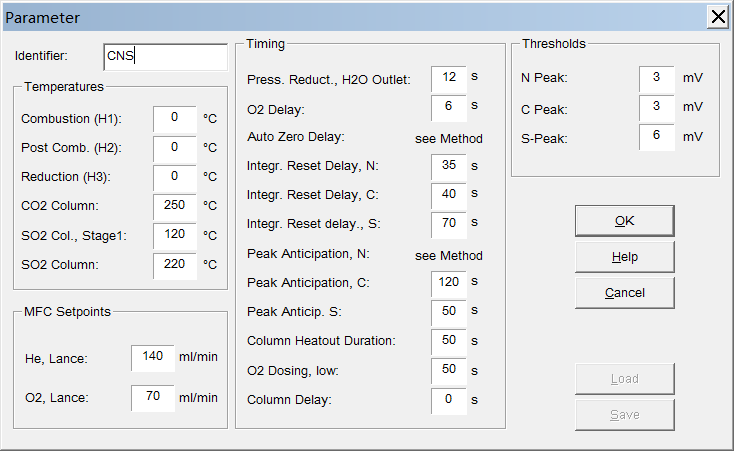 Parameter
Identifier: CNS
Temperatures
Combustion (H1): 0 °C
Post Comb. (H2): 0 °C
Reduction (H3): 0 °C
CO2 Column: 250 °C
SO2 Col., Stage1: 120 °C
SO2 Column: 220 °C
MFC Setpoints
He, Lance: 140 ml/min
O2, Lance: 70 ml/min
Timing
Press. Reduct., H2O Outlet: 12 s
O2 Delay: 6 s
Auto Zero Delay: see Method
Integr. Reset Delay, N: 35 s
Integr. Reset Delay, C: 40 s
Integr. Reset delay., S: 70 s
Peak Anticipation, N: see Method
Peak Anticipation, C: 120 s
Peak Anticip. S: 50 s
Column Heatout Duration: 50 s
O2 Dosing, low: 50 s
Column Delay: 0 s
Thresholds
N Peak: 3 mV
C Peak: 3 mV
S-Peak: 6 mV
OK
Help
Cancel
Load
Save